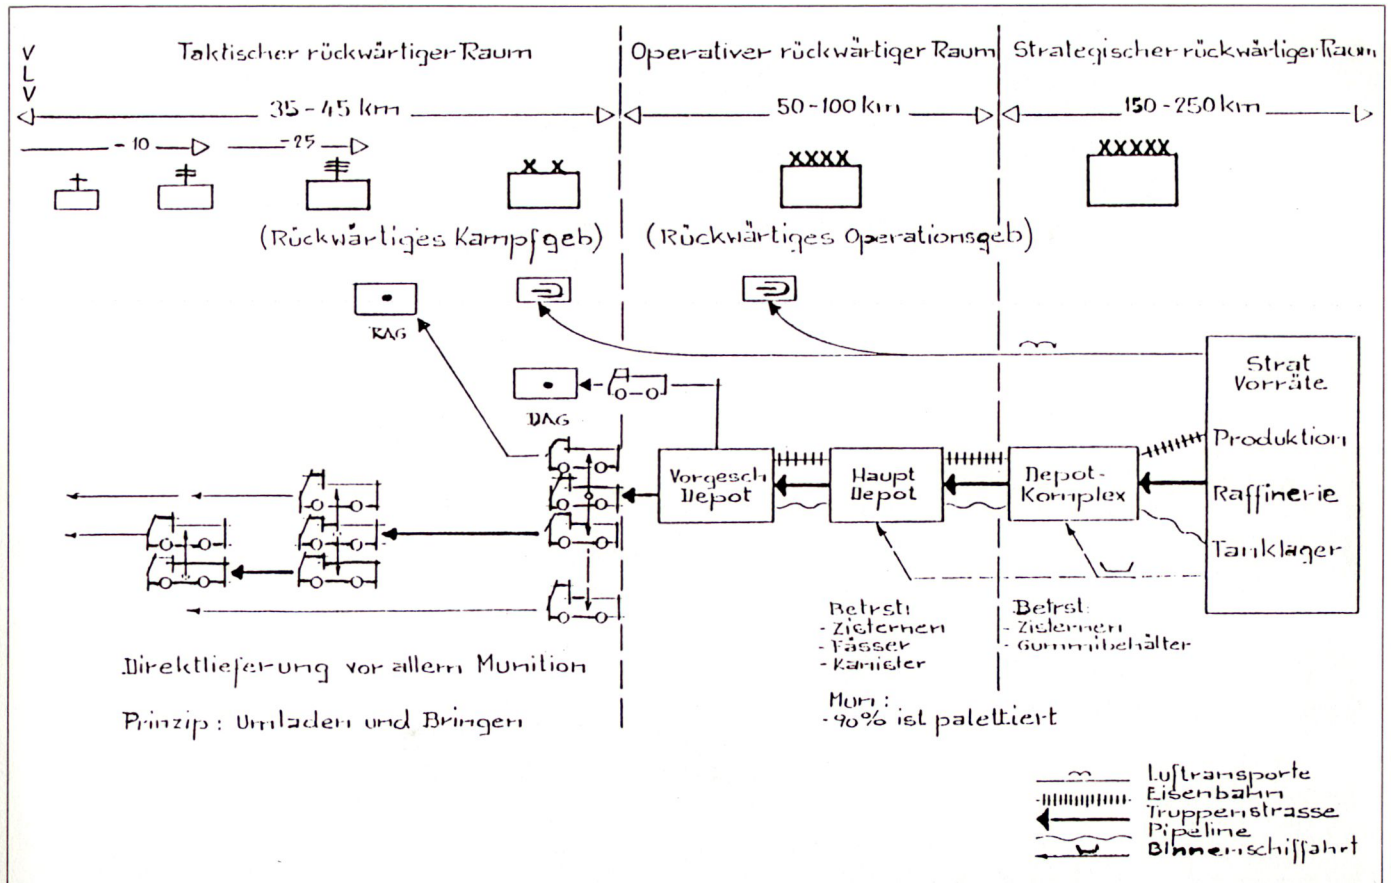 V
L
V
Taktischer rückwärtiger Raum
Operativer rückwärtiger Raum
Strategischer rückwärtiger Raum
35-45 km
50-100 km
150-250 km
-10
-25
X X
XXXX
XXXXX
(Rückwärtiges Kampfgeb)
(Rückwärtiges Operationsgeb)
RAG
DAG
Strat
Vorräte
Produktion
Raffinerie
Tanklager
Vorgesch
Depot
Haupt
Depot
Depot-
Komplex
Betrst:
- Zisternen
- Fässer
- Kanister
Betrst:
- Zisternen
- Gummibehälter
Mun:
- 90% ist palettiert
Direktlieferung vor allem Munition
Prinzip: Umladen und Bringen
Luftransporte
Eisenbahn
Truppenstrasse
Pipeline
Binnenschiffahrt